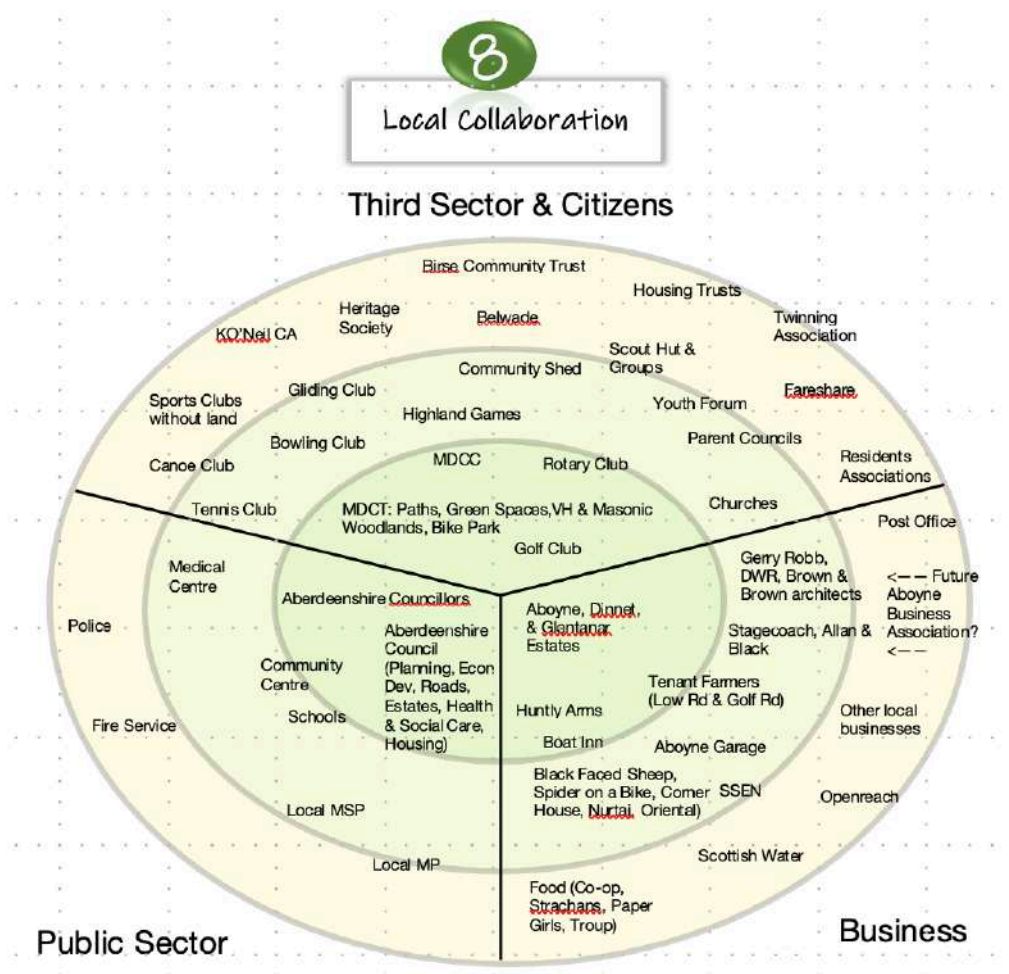 8
Local Collaboration
Third Sector & Citizens
Birse Community Trust
Housing Trusts
Heritage
Society
Belwade
Twinning
Association
KO'Neil CA
Scout Hut &
Groups
Community Shed
Gliding Club
Fareshare
Sports Clubs
without land
Youth Forum
Highland Games
Bowling Club
Parent Councils
MDCC
Rotary Club
Residents
Associations
Canoe Club
Tennis Club
MDCT: Paths, Green Spaces,VH & Masonic
Woodlands, Bike Park
Churches
Golf Club
Post Office
Medical
Centre
Aberdeenshire Councillors
Police
Aberdeenshire
Council
(Planning, Econ
Dev, Roads,
Estates, Health
& Social Care,
Housing)
Community
Centre
Schools
Fire Service
Local MSP
Local MP
Public Sector
Gerry Robb,
DWR, Brown &
Brown architects
<-- Future
Aboyne
Business
Association?
<--
Aboyne, Dinnet,
& Glentanar
Estates
Stagecoach, Allan &
Black
Tenant Farmers
(Low Rd & Golf Rd)
Huntly Arms
Other local
businesses
Boat Inn
Aboyne Garage
Black Faced Sheep,
Spider on a Bike, Corner
House, Nurtai, Oriental)
SSEN
Openreach
Scottish Water
Food (Co-op,
Strachans, Paper
Girls, Troup)
Business